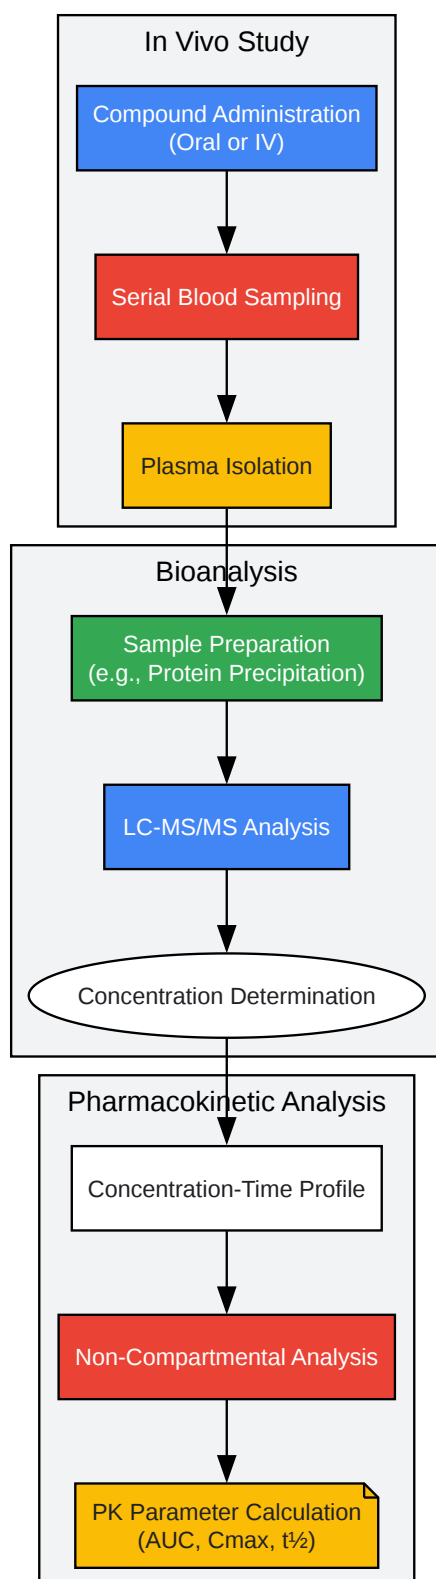 In Vivo Study
Compound Administration
(Oral or IV)
Serial Blood Sampling
Plasma Isolation
Bioanalysis
Sample Preparation
(e.g., Protein Precipitation)
LC-MS/MS Analysis
Concentration Determination
Pharmacokinetic Analysis
Concentration-Time Profile
Non-Compartmental Analysis
PK Parameter Calculation
(AUC, Cmax, t½)